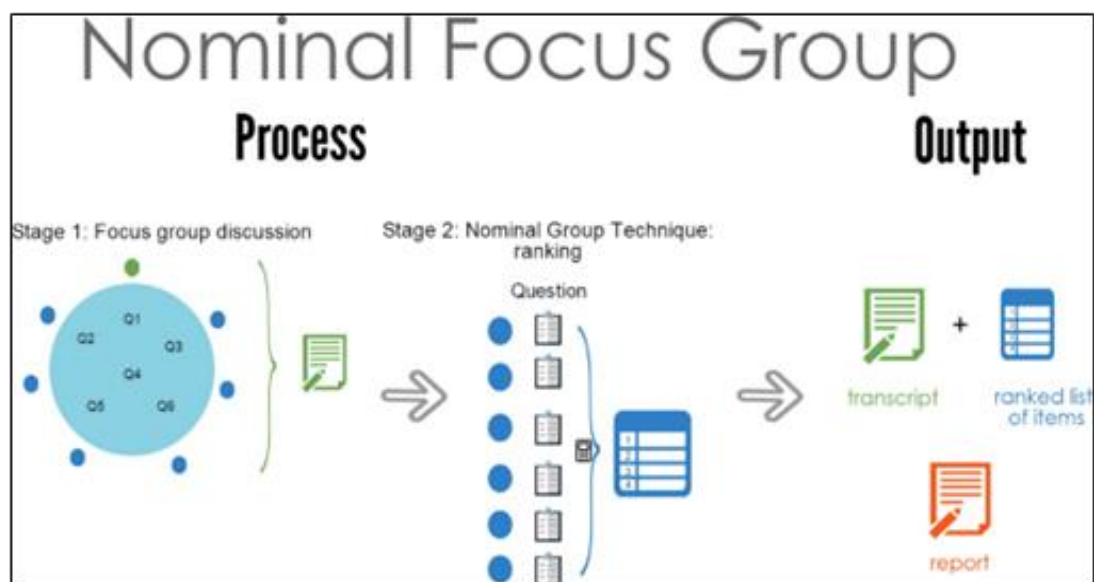 Nominal Focus Group
Process
Output
Stage 1: Focus group discussion
Stage 2: Nominal Group Technique:
ranking
Question
Q1
Q2
Q3
Q4
Q5
Q6
1
2
3
4
+
transcript
ranked list
of items
report